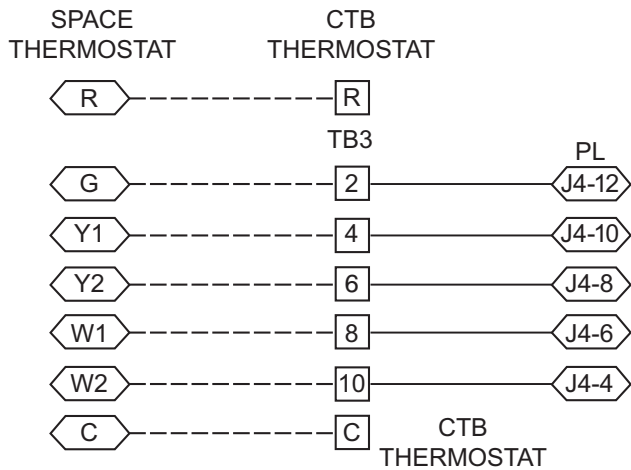 SPACE THERMOSTAT
CTB THERMOSTAT
R R
TB3
PL
G 2 J4-12
Y1 4 J4-10
Y2 6 J4-8
W1 8 J4-6
W2 10 J4-4
C C
CTB THERMOSTAT